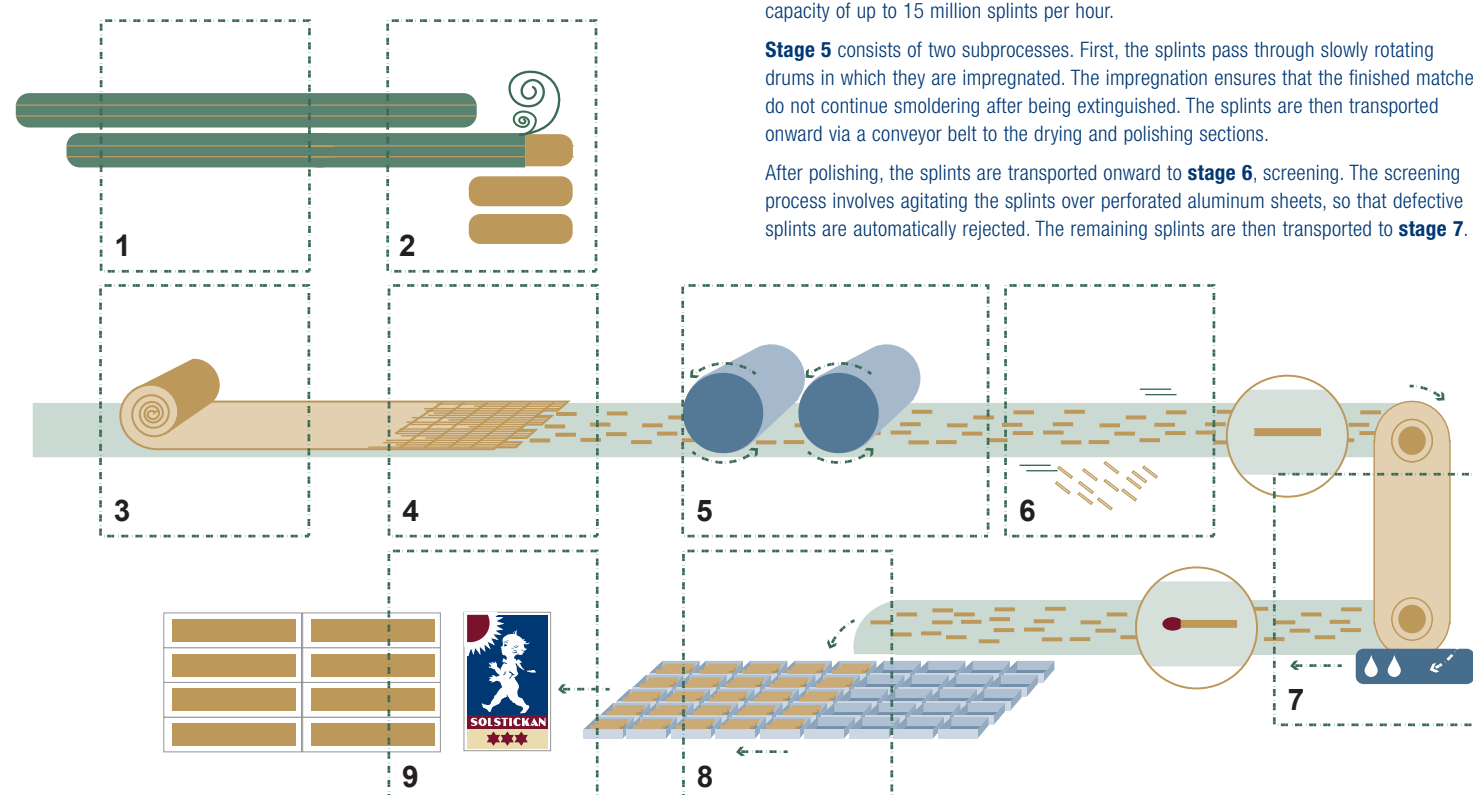 capacity of up to 15 million splints per hour.
Stage 5 consists of two subprocesses. First, the splints pass through slowly rotating
drums in which they are impregnated. The impregnation ensures that the finished matche
do not continue smoldering after being extinguished. The splints are then transported
onward via a conveyor belt to the drying and polishing sections.
After polishing, the splints are transported onward to stage 6, screening. The screening
process involves agitating the splints over perforated aluminum sheets, so that defective
splints are automatically rejected. The remaining splints are then transported to stage 7.
1
2
3
4
5
6
7
SOLSTICKAN
9
8